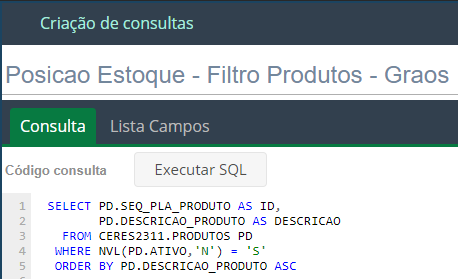 Criação de consultas
Posicao Estoque - Filtro Produtos - Graos
Consulta Lista Campos
Código consulta Executar SQL
1 SELECT PD.SEQ_PLA_PRODUTO AS ID,
2 PD.DESCRICAO_PRODUTO AS DESCRICAO
3 FROM CERES2311.PRODUTOS PD
4 WHERE NVL(PD.ATIVO,'N') = 'S'
5 ORDER BY PD.DESCRICAO_PRODUTO ASC